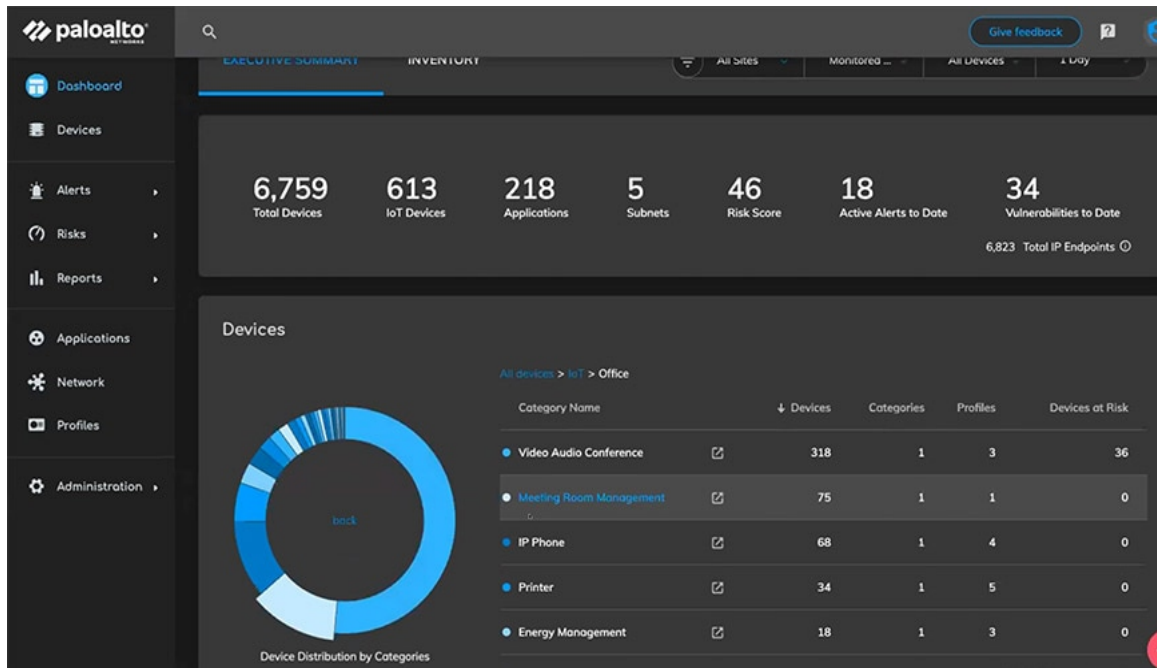 paloalto
NETWORKS
Give feedback
?
Dashboard
Devices
Alerts
Risks
Reports
Applications
Network
Profiles
Administration
EXECUTIVE SUMMARY
INVENTORY
All Sites
Monitored ...
All Devices
1 Day
6,759
Total Devices
613
IoT Devices
218
Applications
5
Subnets
46
Risk Score
18
Active Alerts to Date
34
Vulnerabilities to Date
6,823 Total IP Endpoints
Devices
back
Device Distribution by Categories
All devices > IoT > Office
Category Name ↓ Devices Categories Profiles Devices at Risk
Video Audio Conference 318 1 3 36
Meeting Room Management 75 1 1 0
IP Phone 68 1 4 0
Printer 34 1 5 0
Energy Management 18 1 3 0